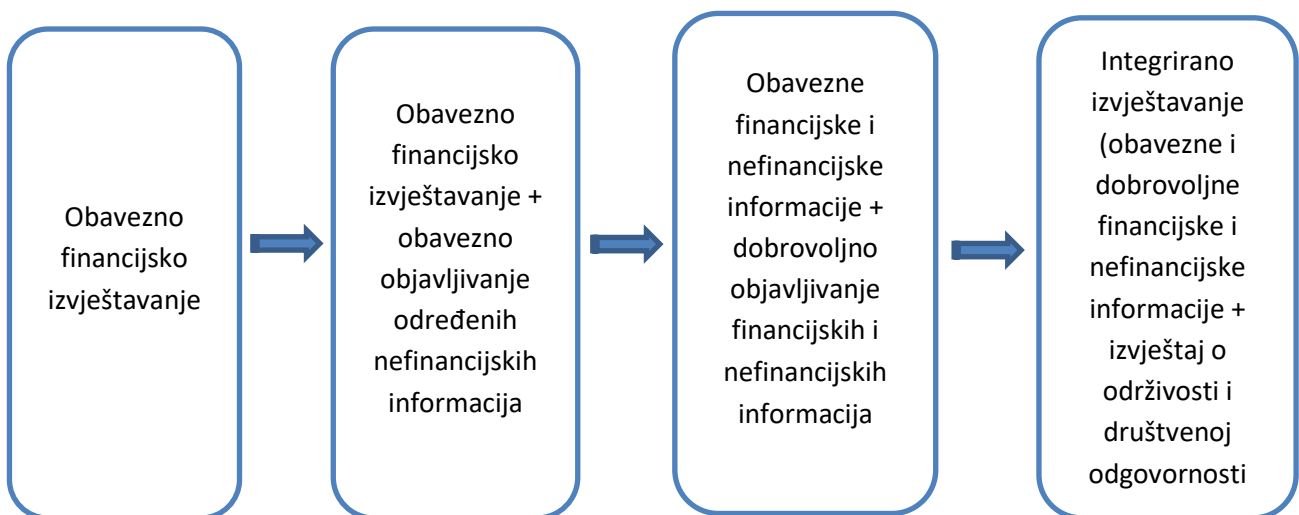 Obavezno
financijsko
izvještavanje
Obavezno
financijsko
izvještavanje +
obavezno
objavljivanje
određenih
nefinancijskih
informacija
Obavezne
financijske i
nefinancijske
informacije +
dobrovoljno
objavljivanje
financijskih i
nefinancijskih
informacija
Integrirano
izvještavanje
(obavezne i
dobrovoljne
financijske i
nefinancijske
informacije +
izvještaj o
održivosti i
društvenoj
odgovornosti